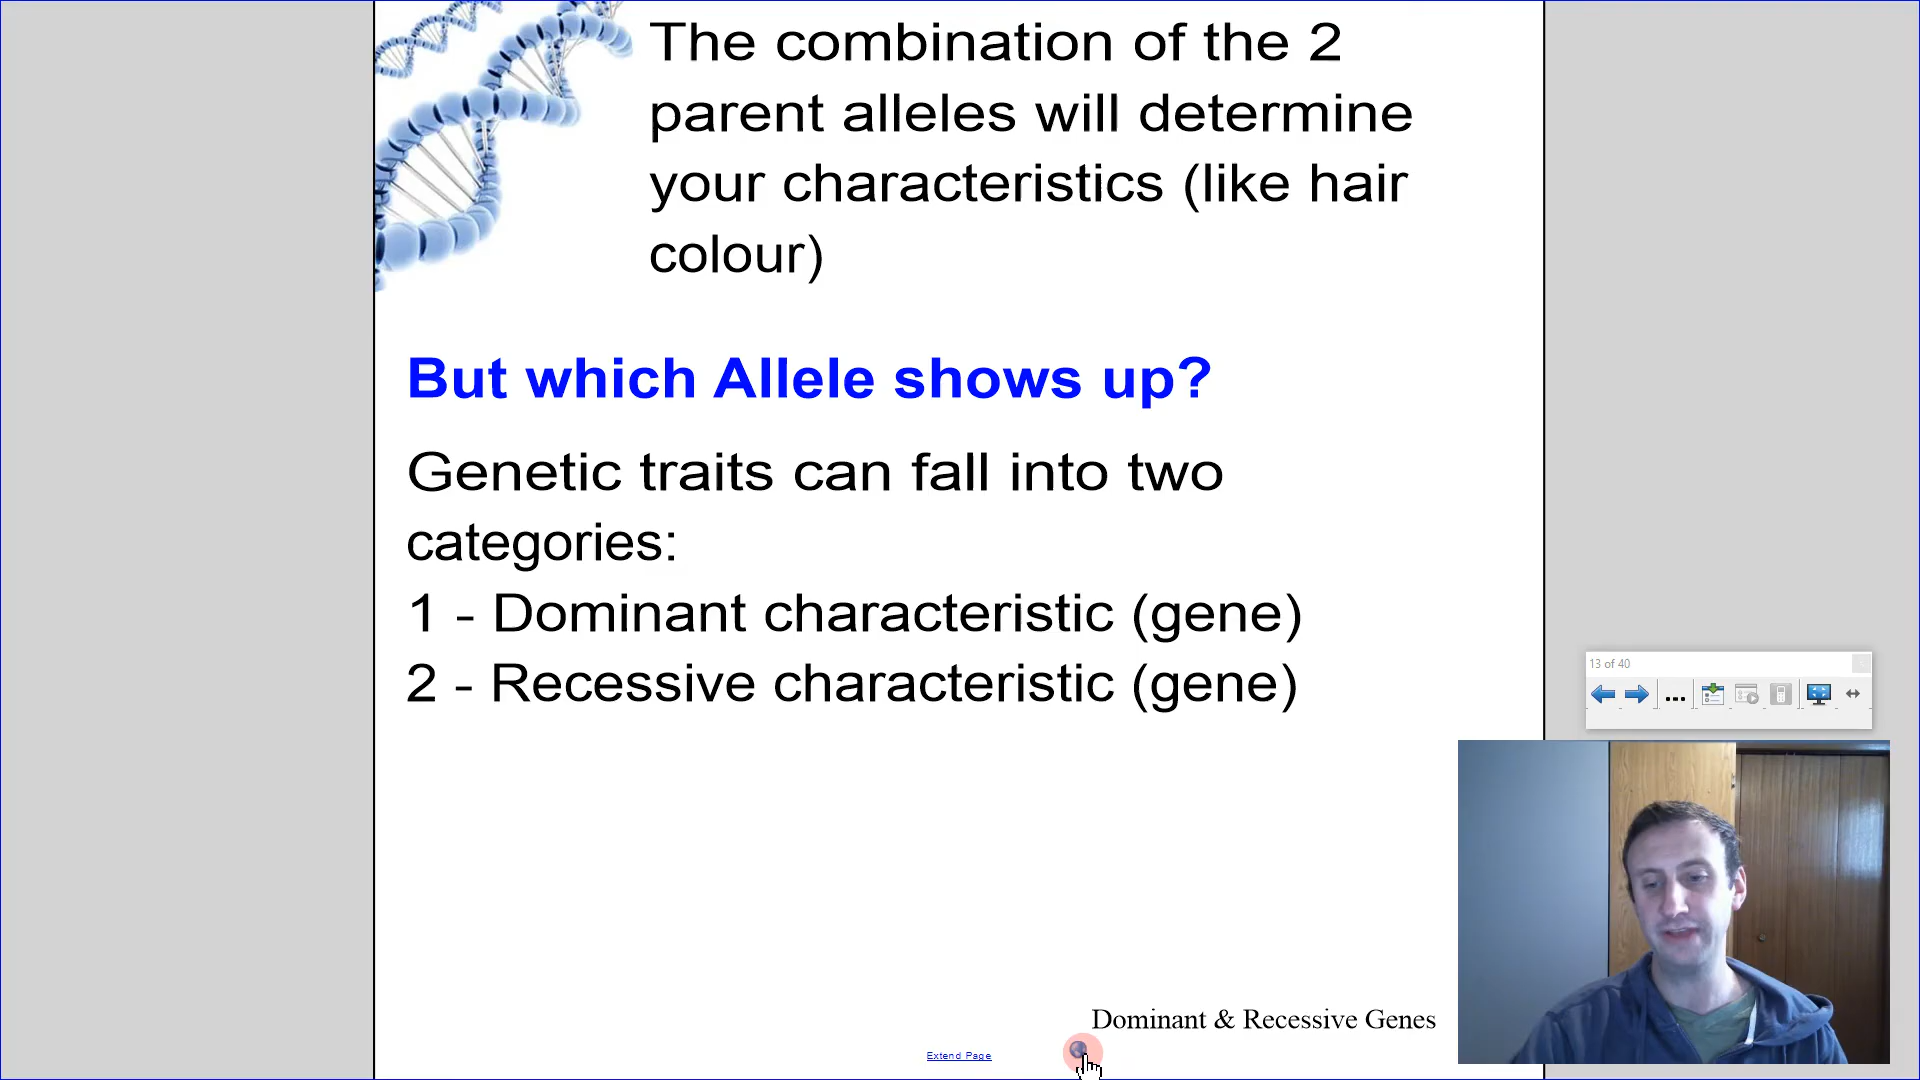 The combination of the 2
parent alleles will determine
your characteristics (like hair
colour)
But which Allele shows up?
Genetic traits can fall into two
categories:
1 - Dominant characteristic (gene)
2 - Recessive characteristic (gene)
13 of 40
Dominant & Recessive Genes
Extend Page